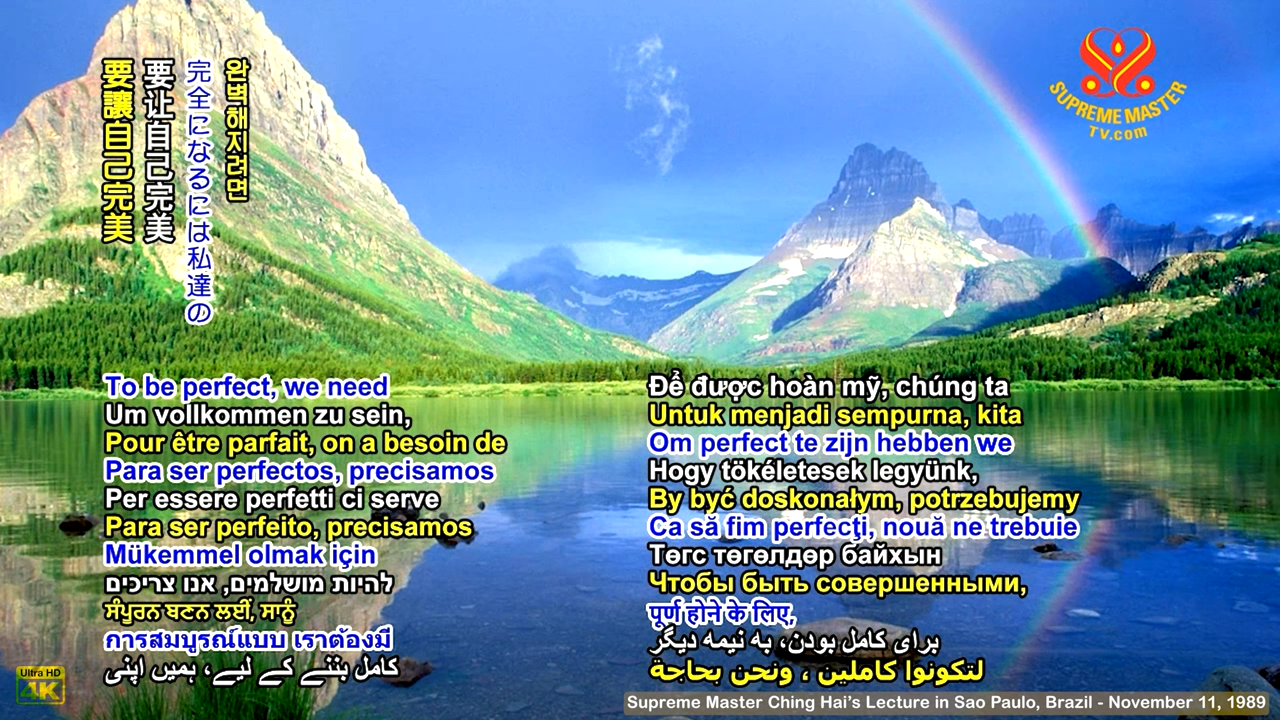 要讓自己完美
要让自己完美
完全になるには私達の
완벽해지려면
SUPREME MASTER
TV.com
To be perfect, we need
Um vollkommen zu sein,
Pour être parfait, on a besoin de
Para ser perfectos, precisamos
Per essere perfetti ci serve
Para ser perfeito, precisamos
Mükemmel olmak için
להיות מושלמים, אנו צריכים
ਸੰਪੂਰਨ ਬਣਨ ਲਈ, ਸਾਨੂੰ
การสมบูรณ์แบบ เราต้องมี
کامل بننے کے لیے، ہمیں اپنی
Để được hoàn mỹ, chúng ta
Untuk menjadi sempurna, kita
Om perfect te zijn hebben we
Hogy tökéletesek legyünk,
By być doskonałym, potrzebujemy
Ca să fim perfecţi, nouă ne trebuie
Төгс төгөлдөр байхын
Чтобы быть совершенными,
पूर्ण होने के लिए,
برای کامل بودن، به نیمه دیگر
لتكونوا كاملين ، ونحن بحاجة
Ultra HD
4K
Supreme Master Ching Hai’s Lecture in Sao Paulo, Brazil - November 11, 1989